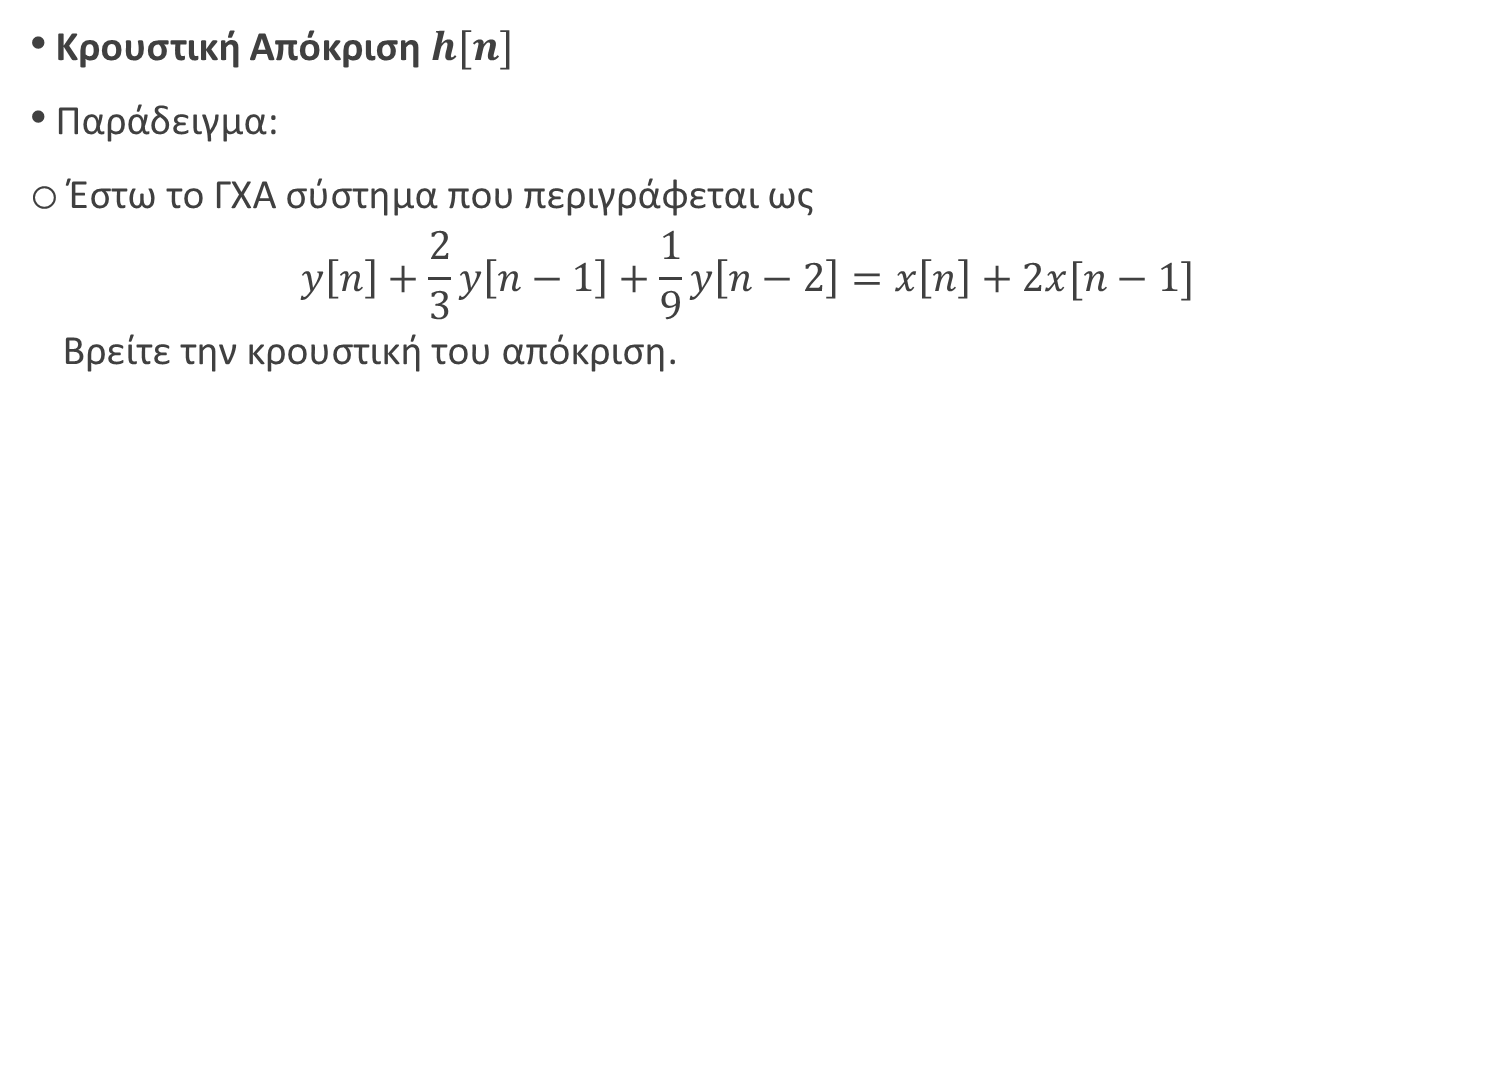 • Κρουστική Απόκριση h[n]
• Παράδειγμα:
○ Έστω το ΓΧΑ σύστημα που περιγράφεται ως
y[n] + 2/3 y[n − 1] + 1/9 y[n − 2] = x[n] + 2x[n − 1]
Βρείτε την κρουστική του απόκριση.